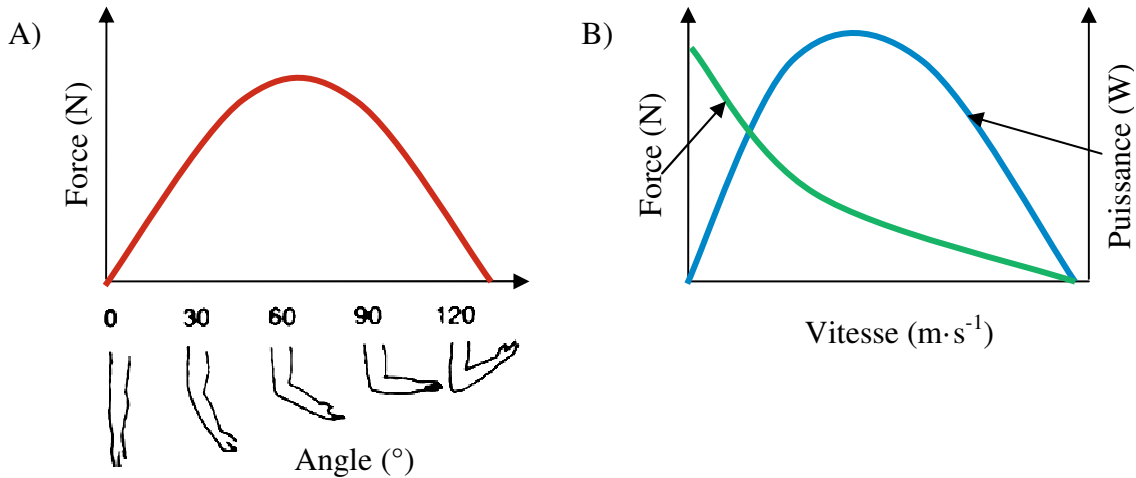 A)
Force (N)
0 30 60 90 120
Angle (°)
B)
Force (N)
Puissance (W)
Vitesse (m·s⁻¹)